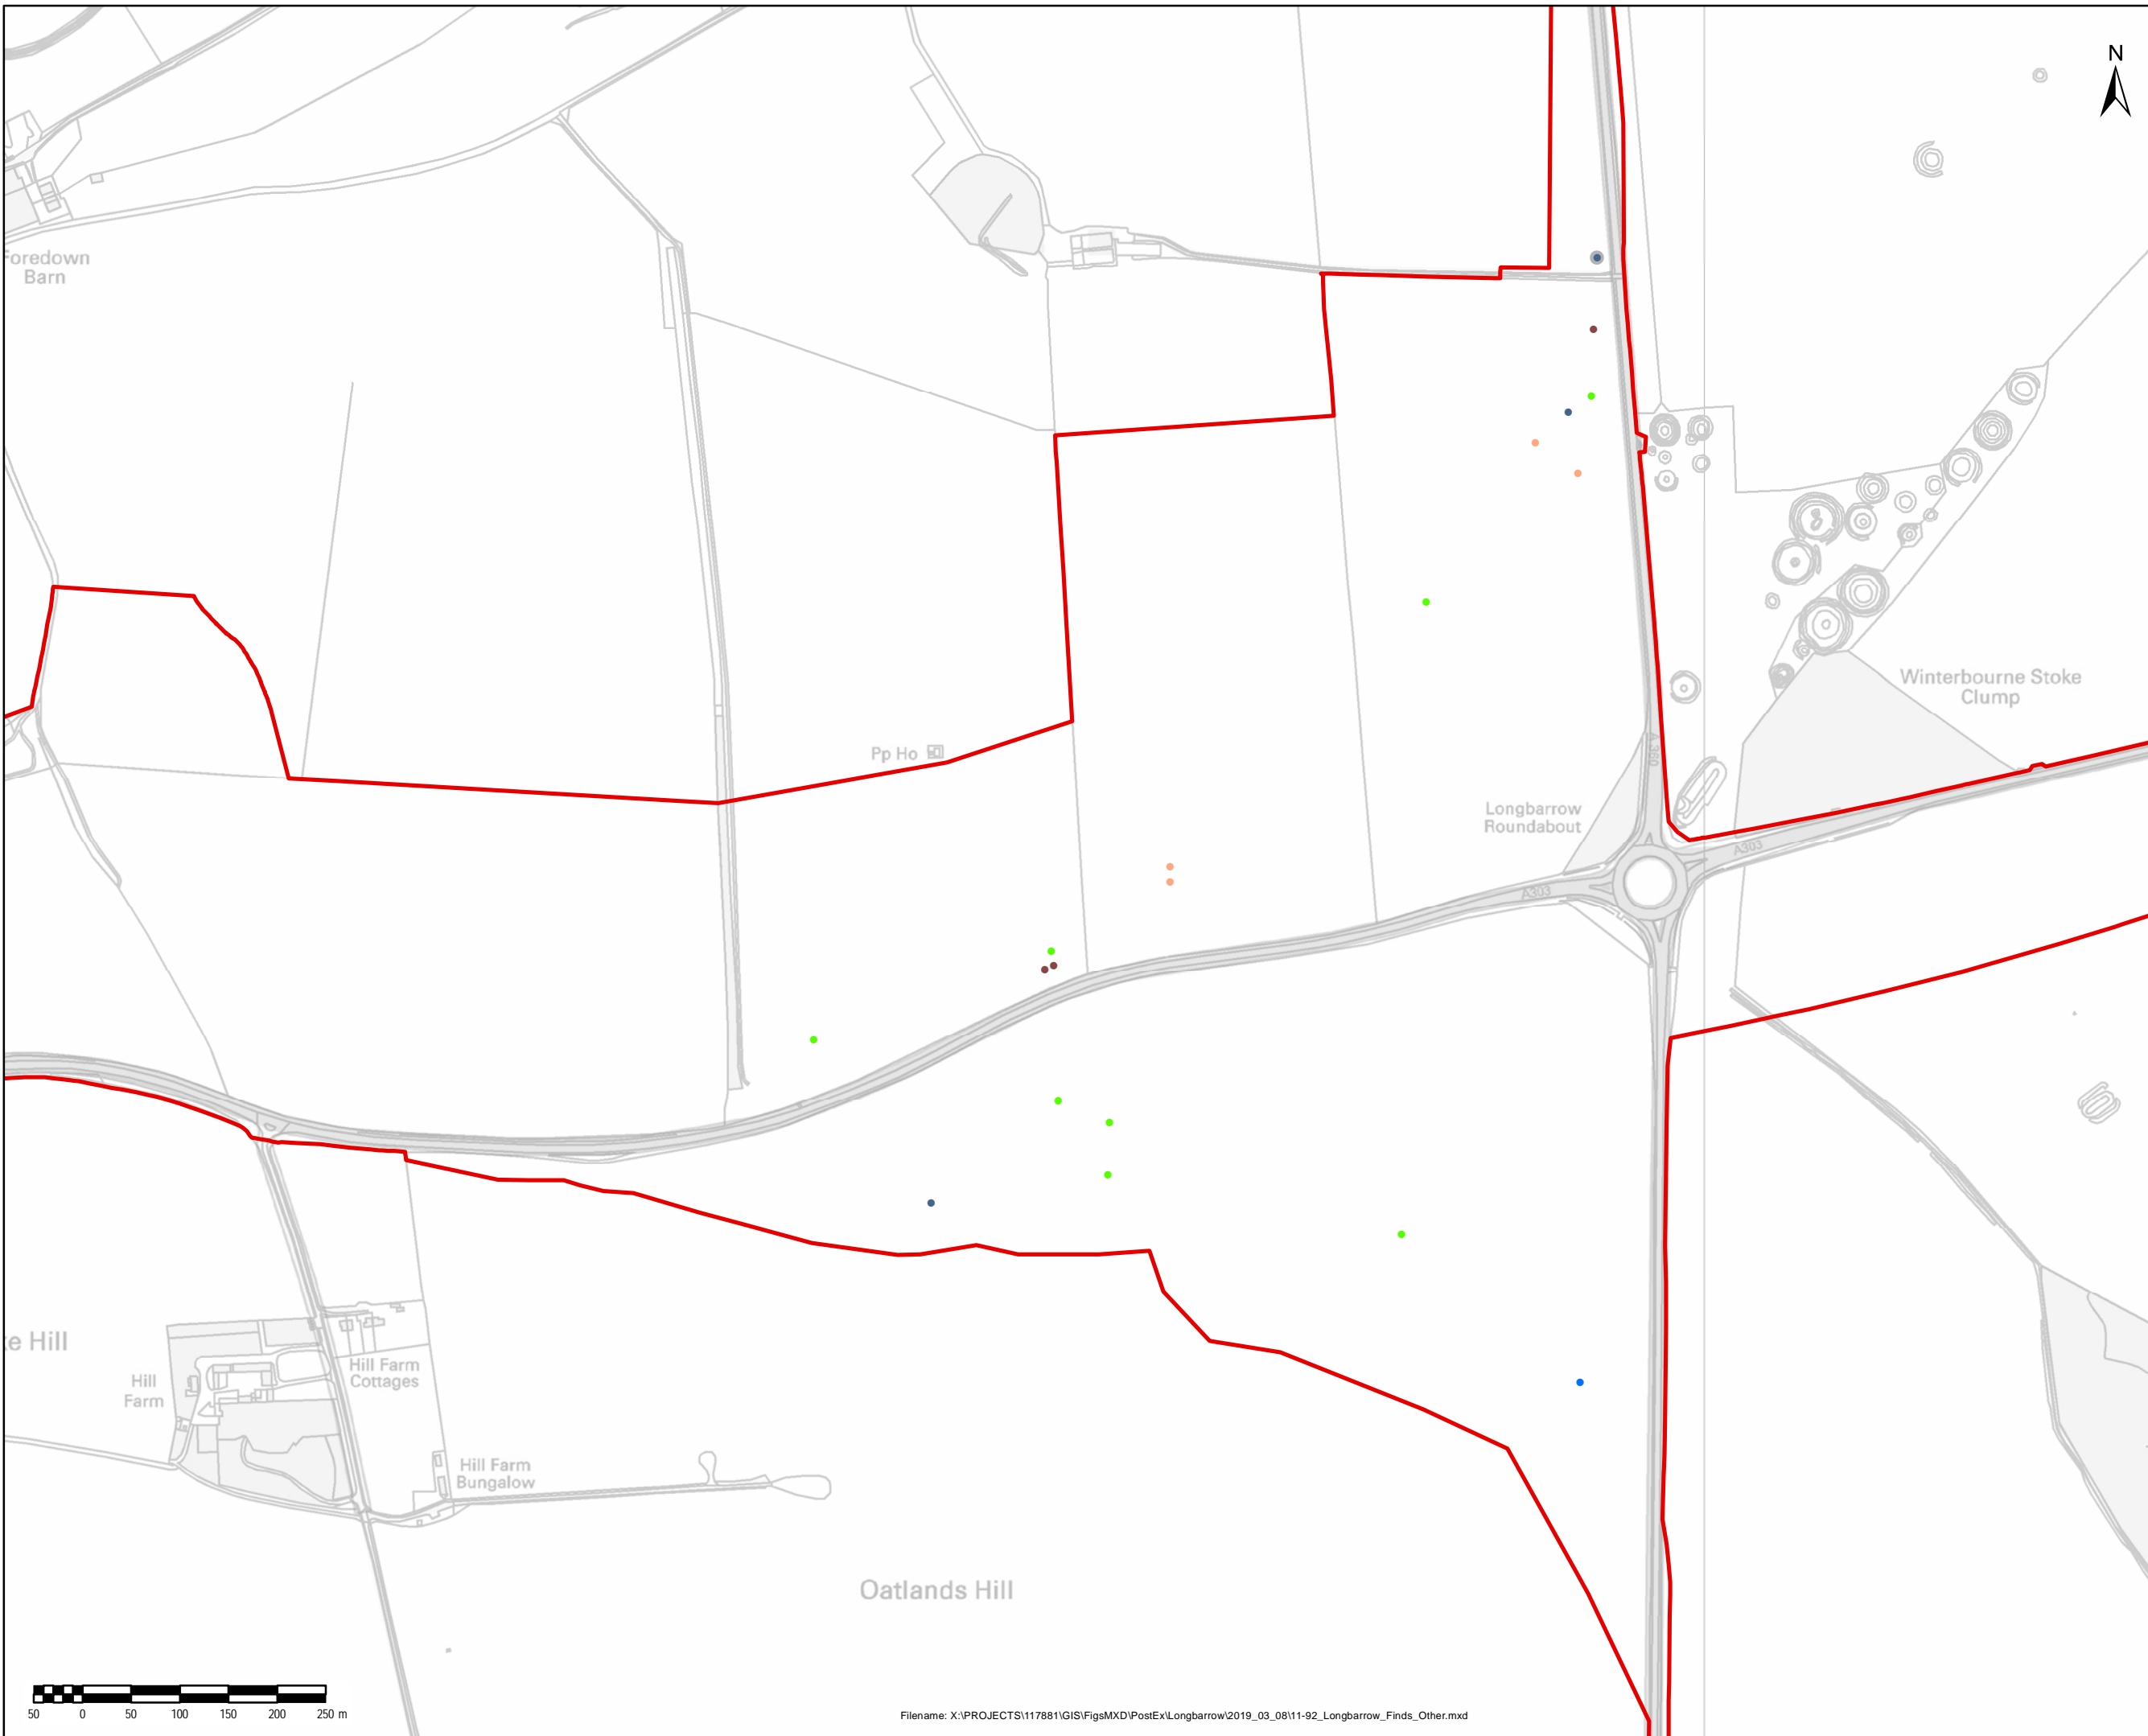 N
Foredown
Barn
Winterbourne Stoke
Clump
A360
Pp Ho
Longbarrow
Roundabout
A303
A303
ke Hill
Hill Farm
Cottages
Hill
Farm
Hill Farm
Bungalow
Oatlands Hill
50 0 50 100 150 200 250 m
Filename: X:\PROJECTS\117881\GIS\FigsMXD\PostEx\Longbarrow\2019_03_08\11-92_Longbarrow_Finds_Other.mxd